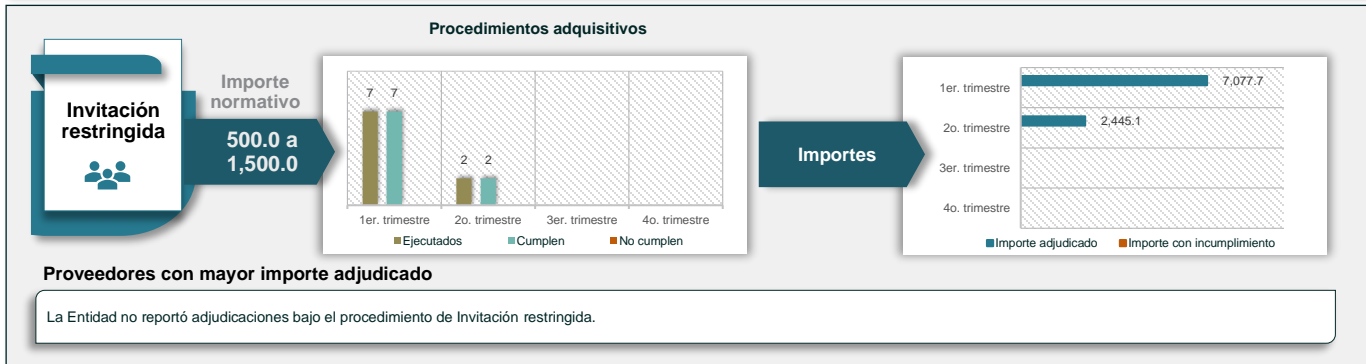 Procedimientos adquisitivos
Invitación
restringida
Importe
normativo
500.0 a
1,500.0
7 7
2 2
1er. trimestre 2o. trimestre 3er. trimestre 4o. trimestre
Ejecutados Cumplen No cumplen
Importes
1er. trimestre 7,077.7
2o. trimestre 2,445.1
3er. trimestre
4o. trimestre
Importe adjudicado Importe con incumplimiento
Proveedores con mayor importe adjudicado
La Entidad no reportó adjudicaciones bajo el procedimiento de Invitación restringida.